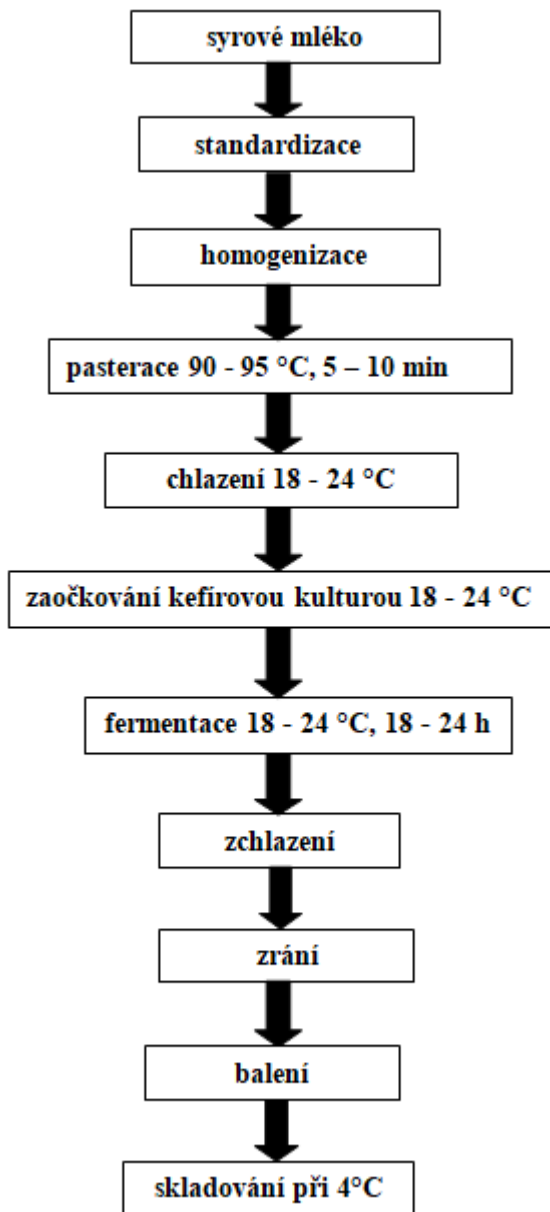 syrové mléko
standardizace
homogenizace
pasterace 90 - 95 °C, 5 – 10 min
chlazení 18 - 24 °C
zaočkování kefírovou kulturou 18 - 24 °C
fermentace 18 - 24 °C, 18 - 24 h
zchlazení
zrání
balení
skladování při 4°C